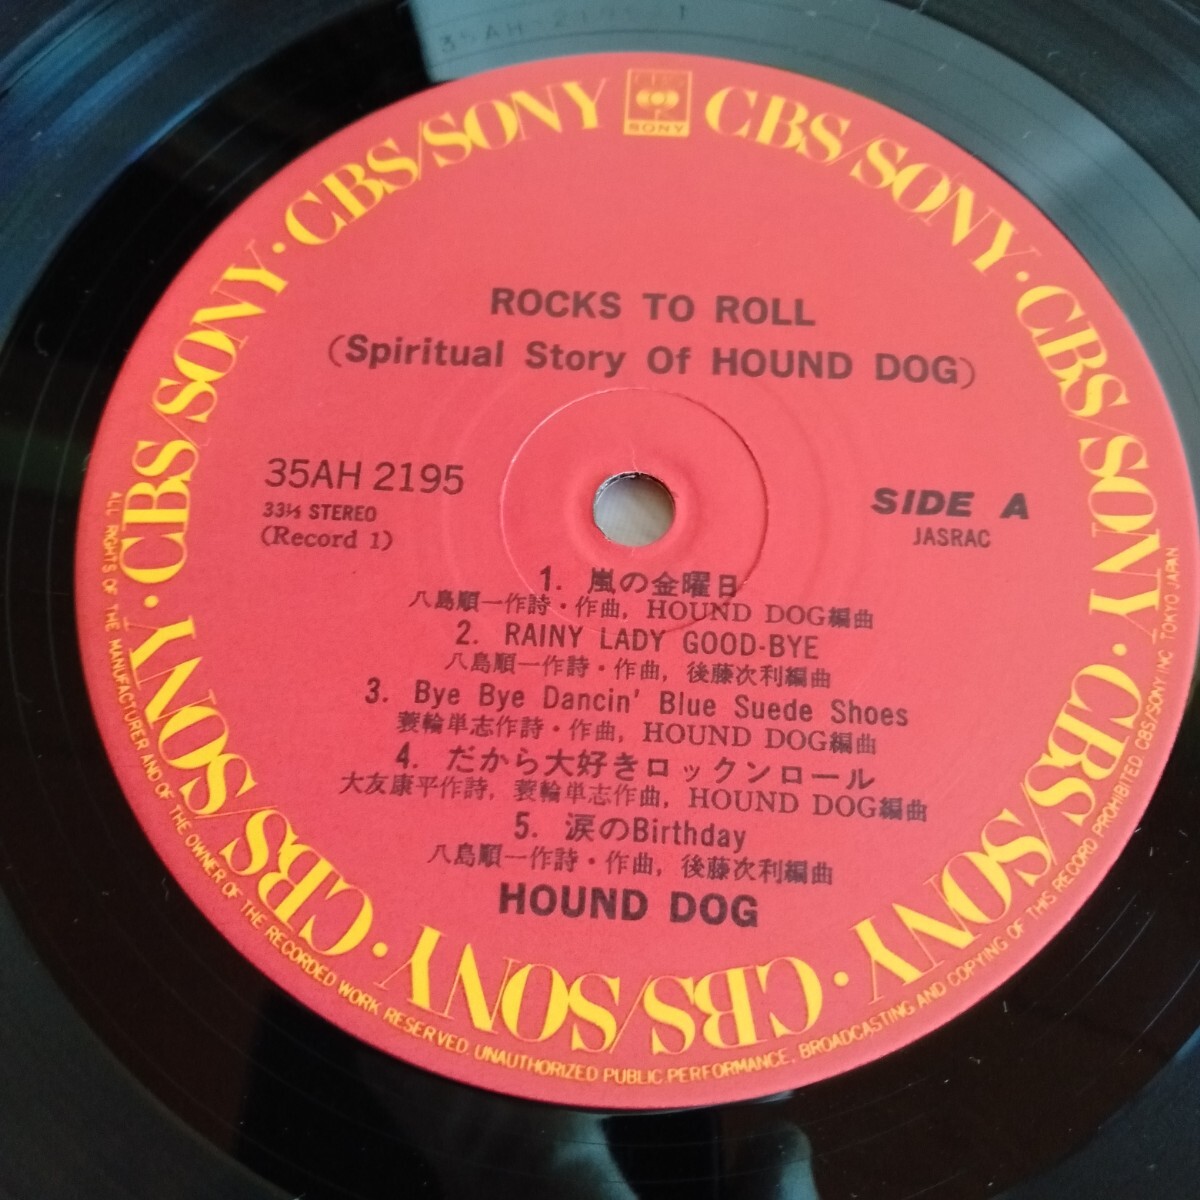 35AH 2195
CBS/SONY · CBS/SONY · CBS/SONY · CBS/SONY · CBS/SONY · CBS/SONY · CBS/SONY · CBS/SONY · CBS/SONY · CBS/SONY
CBS
SONY
ROCKS TO ROLL
(Spiritual Story Of HOUND DOG)
35AH 2195
33⅓ STEREO
(Record 1)
SIDE A
JASRAC
1. 嵐の金曜日
八島順一作詩・作曲, HOUND DOG編曲
2. RAINY LADY GOOD-BYE
八島順一作詩・作曲, 後藤次利編曲
3. Bye Bye Dancin' Blue Suede Shoes
蓑輪単志作詩・作曲, HOUND DOG編曲
4. だから大好きロックンロール
大友康平作詩, 蓑輪単志作曲, HOUND DOG編曲
5. 涙のBirthday
八島順一作詩・作曲, 後藤次利編曲
HOUND DOG
ALL RIGHTS OF THE MANUFACTURER AND OF THE OWNER OF THE RECORDED WORK RESERVED. UNAUTHORIZED PUBLIC PERFORMANCE, BROADCASTING AND COPYING OF THIS RECORD PROHIBITED CBS/SONY INC. TOKYO JAPAN